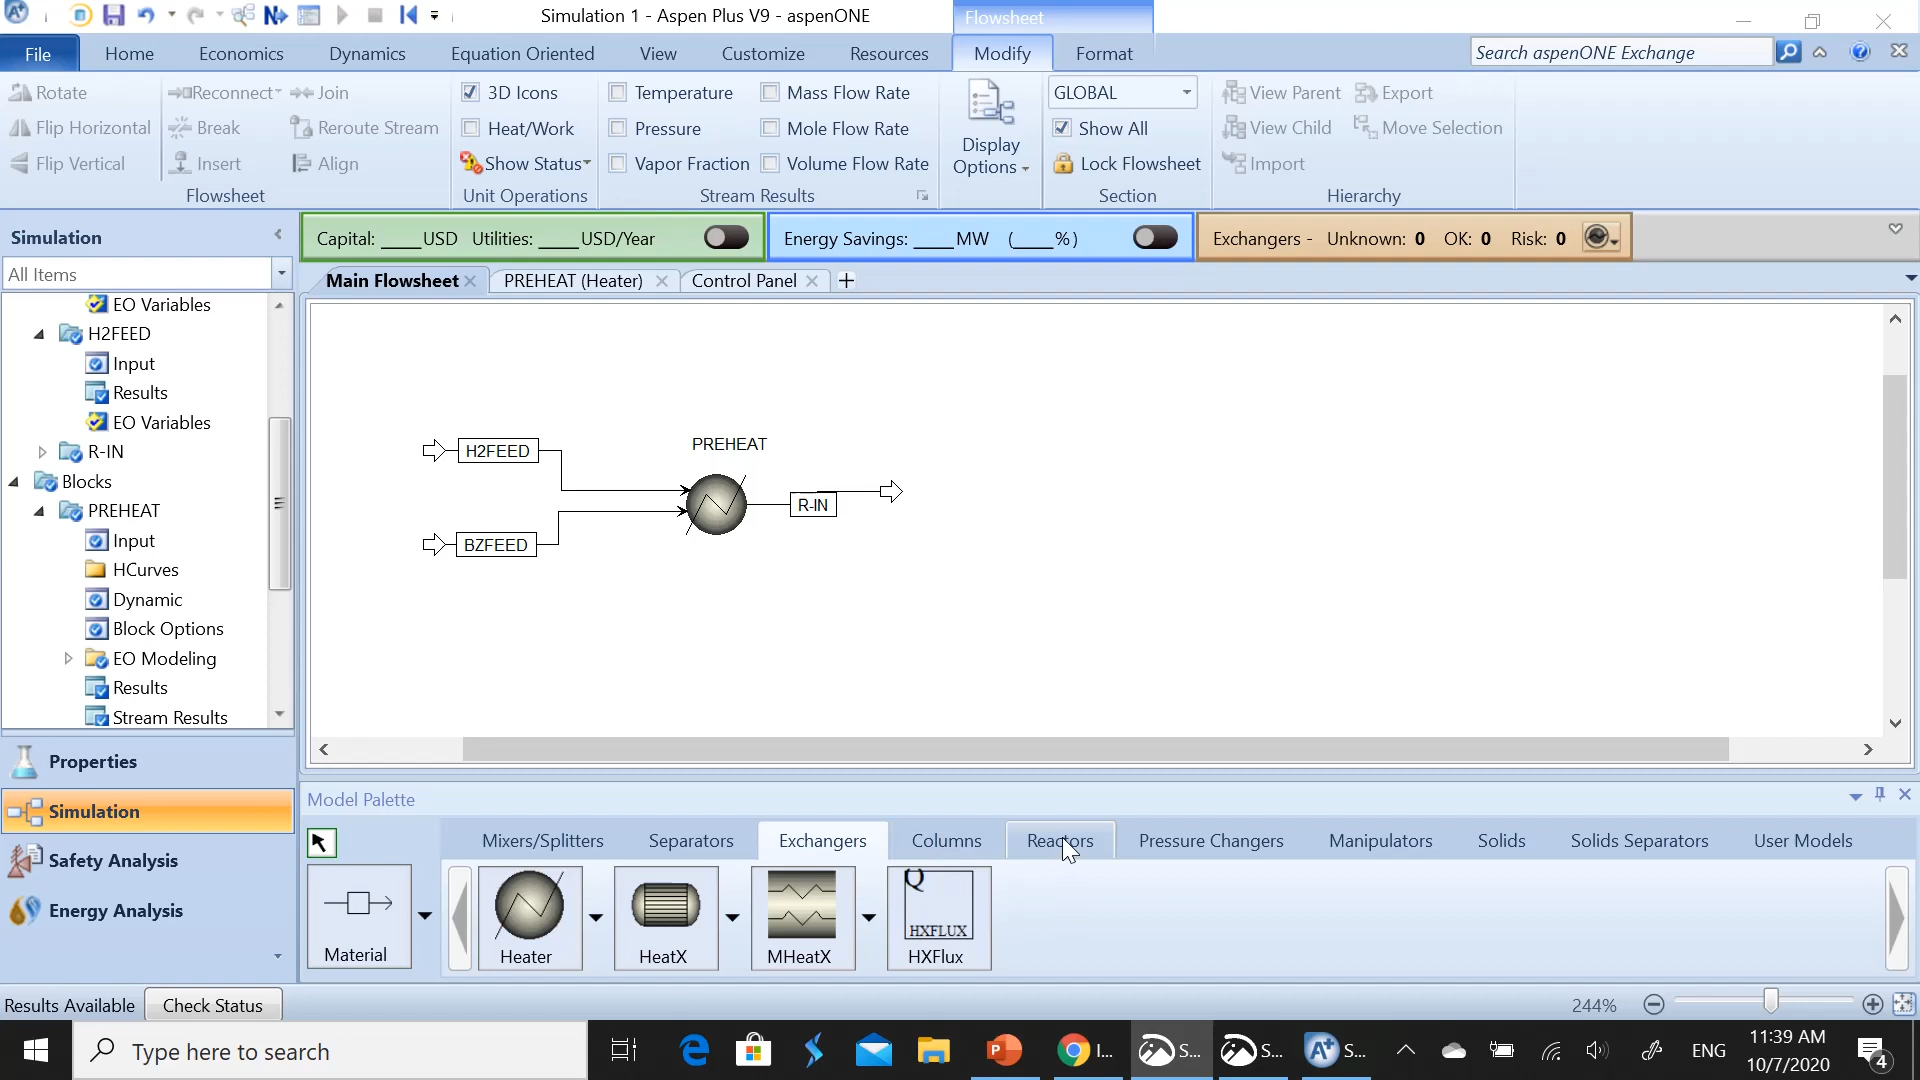 Simulation 1 - Aspen Plus V9 - aspenONE
Flowsheet
File
Home
Economics
Dynamics
Equation Oriented
View
Customize
Resources
Modify
Format
Search aspenONE Exchange
Rotate
Flip Horizontal
Flip Vertical
Reconnect
Break
Insert
Join
Reroute Stream
Align
Flowsheet
3D Icons
Heat/Work
Show Status
Unit Operations
Temperature
Pressure
Vapor Fraction
Mass Flow Rate
Mole Flow Rate
Volume Flow Rate
Stream Results
Display
Options
GLOBAL
Show All
Lock Flowsheet
Section
View Parent
View Child
Import
Export
Move Selection
Hierarchy
Simulation
All Items
EO Variables
H2FEED
Input
Results
EO Variables
R-IN
Blocks
PREHEAT
Input
HCurves
Dynamic
Block Options
EO Modeling
Results
Stream Results
Properties
Simulation
Safety Analysis
Energy Analysis
Capital: ____USD Utilities: ____USD/Year
Energy Savings: ____MW (____%)
Exchangers - Unknown: 0 OK: 0 Risk: 0
Main Flowsheet
PREHEAT (Heater)
Control Panel
PREHEAT
H2FEED
R-IN
BZFEED
Model Palette
Mixers/Splitters
Separators
Exchangers
Columns
Reactors
Pressure Changers
Manipulators
Solids
Solids Separators
User Models
Material
Heater
HeatX
MHeatX
Q
HXFLUX
HXFlux
Results Available
Check Status
244%
Type here to search
I...
S...
S...
S...
ENG
11:39 AM
10/7/2020
4